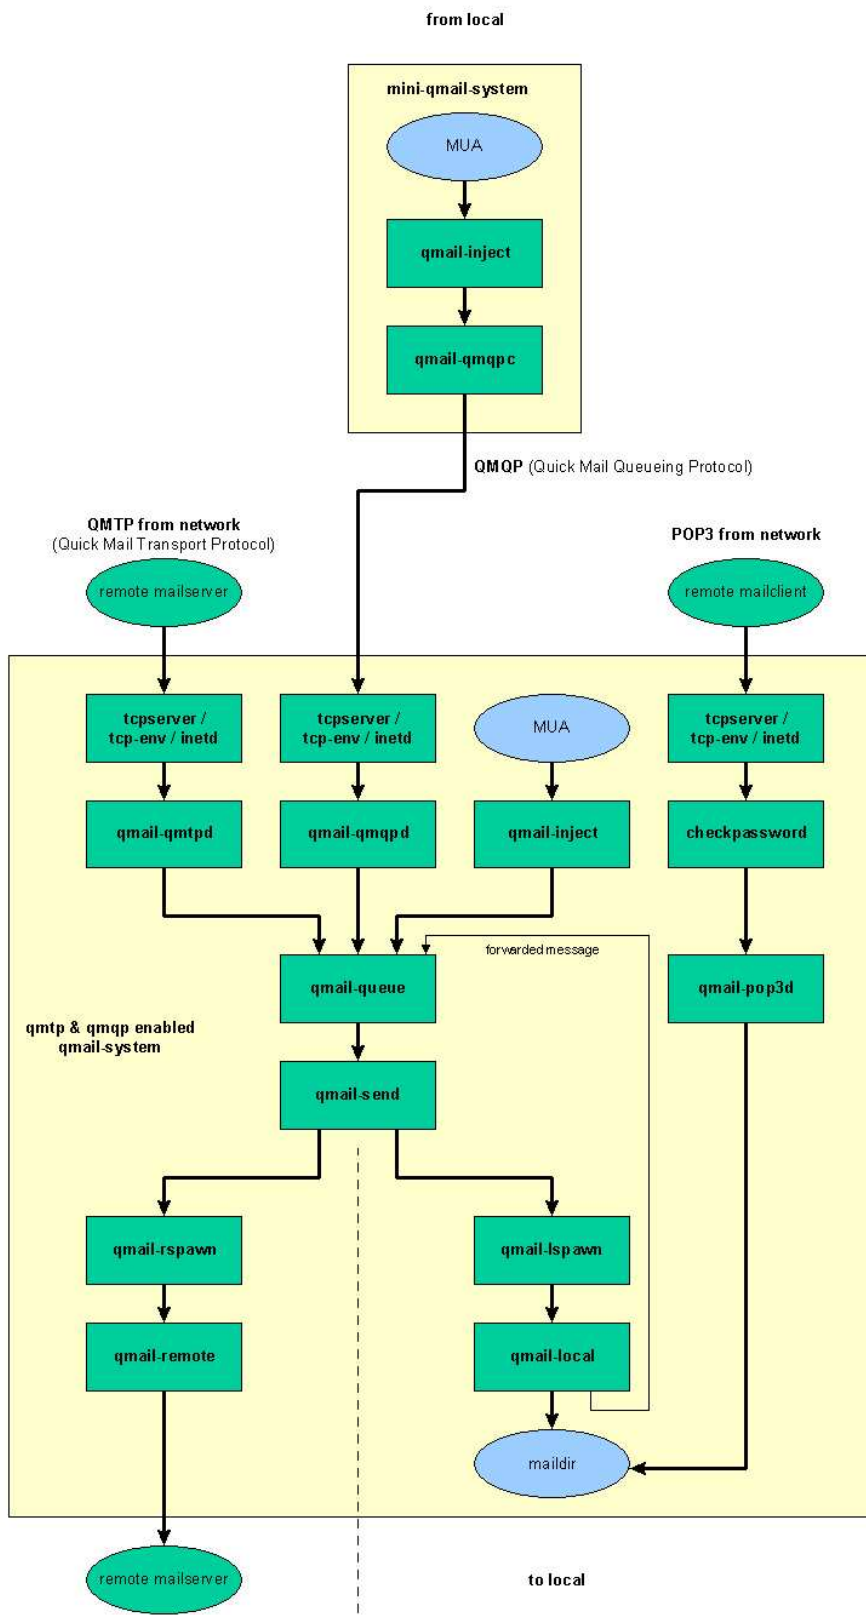 from local
mini-qmail-system
MUA
qmail-inject
qmail-qmqpc
QMQP (Quick Mail Queueing Protocol)
QMTP from network
(Quick Mail Transport Protocol)
POP3 from network
remote mailserver
remote mailclient
tcpserver /
tcp-env / inetd
tcpserver /
tcp-env / inetd
MUA
tcpserver /
tcp-env / inetd
qmail-qmtpd
qmail-qmqpd
qmail-inject
checkpassword
forwarded message
qmail-queue
qmail-pop3d
qmtp & qmqp enabled
qmail-system
qmail-send
qmail-rspawn
qmail-lspawn
qmail-remote
qmail-local
maildir
remote mailserver
to local